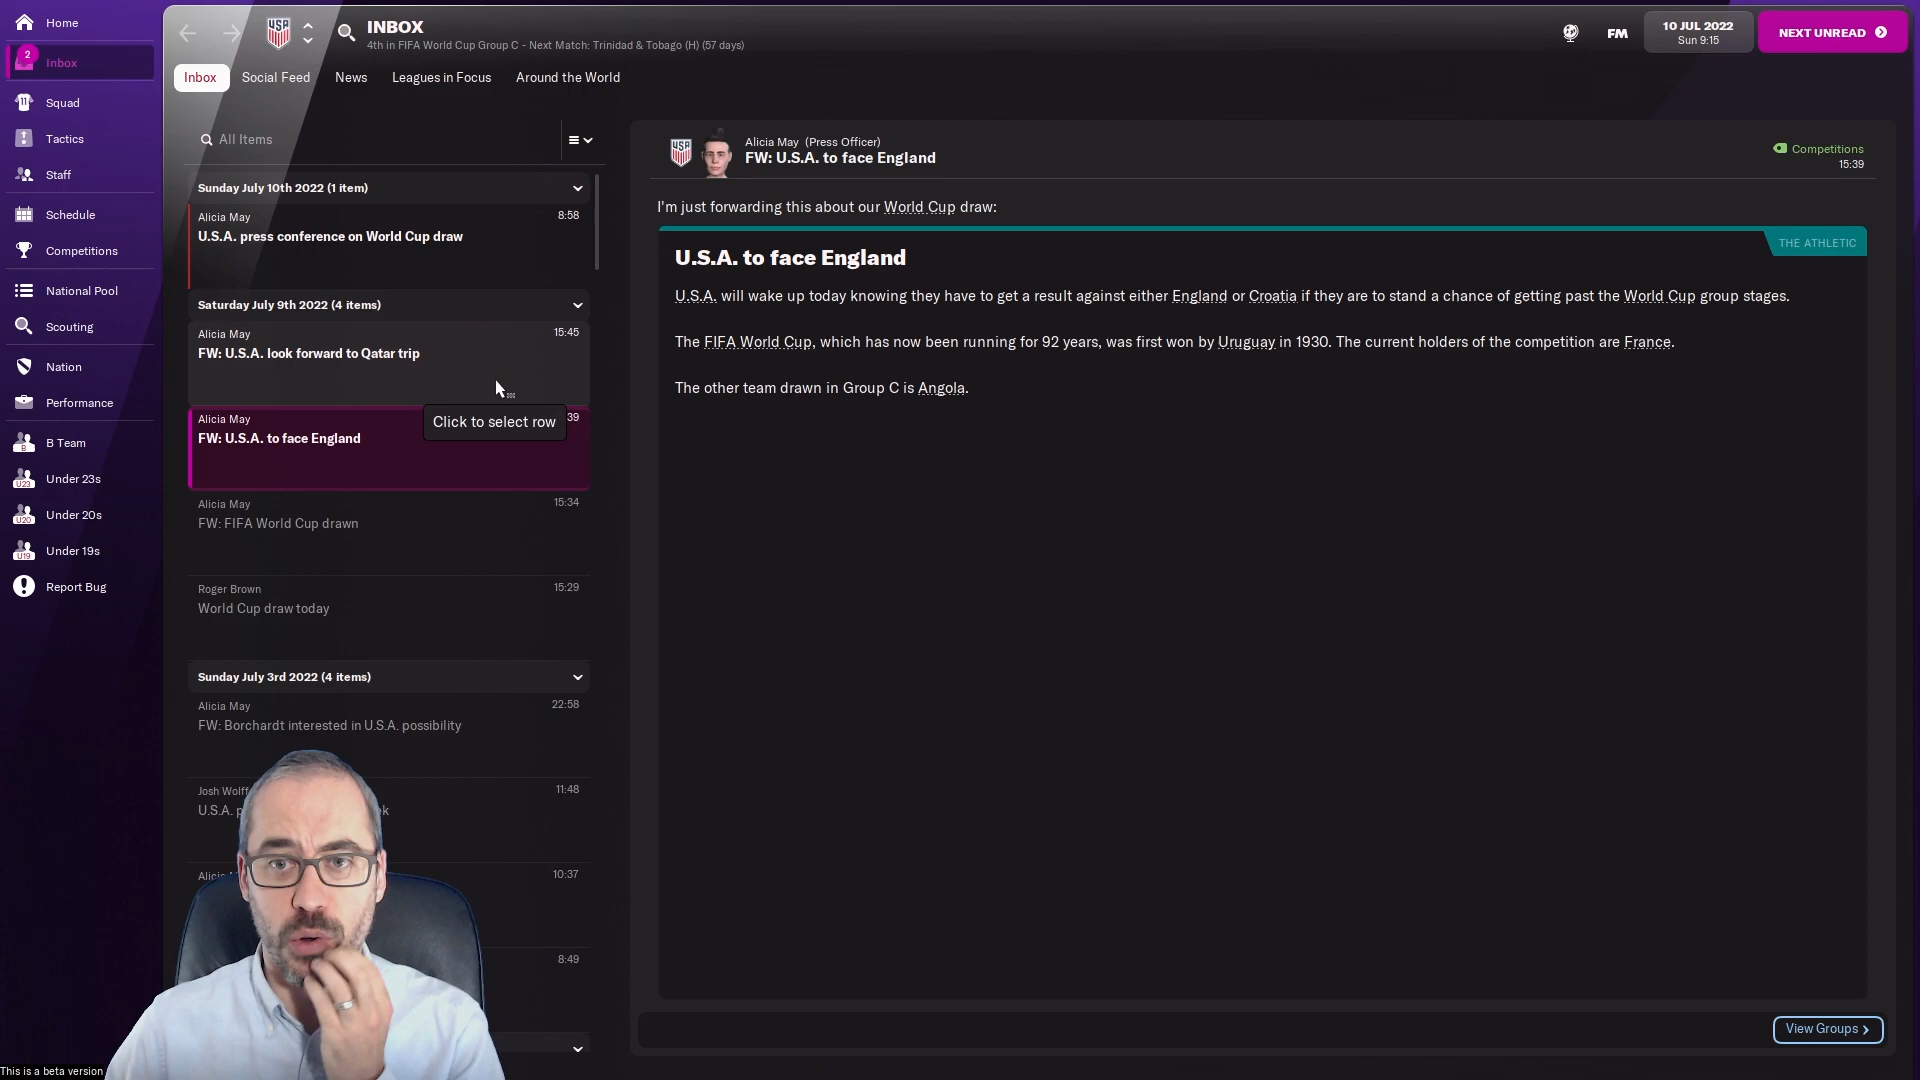 Home
2
Inbox
11
Squad
Tactics
Staff
Schedule
Competitions
National Pool
Scouting
Nation
Performance
B
B Team
U23
Under 23s
U20
Under 20s
U19
Under 19s
Report Bug
This is a beta version
USA
INBOX
4th in FIFA World Cup Group C - Next Match: Trinidad & Tobago (H) (57 days)
FM
10 JUL 2022
Sun 9:15
NEXT UNREAD
Inbox Social Feed News Leagues in Focus Around the World
All Items
Sunday July 10th 2022 (1 item)
Alicia May 8:58
U.S.A. press conference on World Cup draw
Saturday July 9th 2022 (4 items)
Alicia May 15:45
FW: U.S.A. look forward to Qatar trip
Click to select row
Alicia May 39
FW: U.S.A. to face England
Alicia May 15:34
FW: FIFA World Cup drawn
Roger Brown 15:29
World Cup draw today
Sunday July 3rd 2022 (4 items)
Alicia May 22:58
FW: Borchardt interested in U.S.A. possibility
Josh Wolff 11:48
U.S.A.
10:37
8:49
USA
Alicia May (Press Officer)
FW: U.S.A. to face England
Competitions
15:39
I'm just forwarding this about our World Cup draw:
THE ATHLETIC
U.S.A. to face England
U.S.A. will wake up today knowing they have to get a result against either England or Croatia if they are to stand a chance of getting past the World Cup group stages.
The FIFA World Cup, which has now been running for 92 years, was first won by Uruguay in 1930. The current holders of the competition are France.
The other team drawn in Group C is Angola.
View Groups